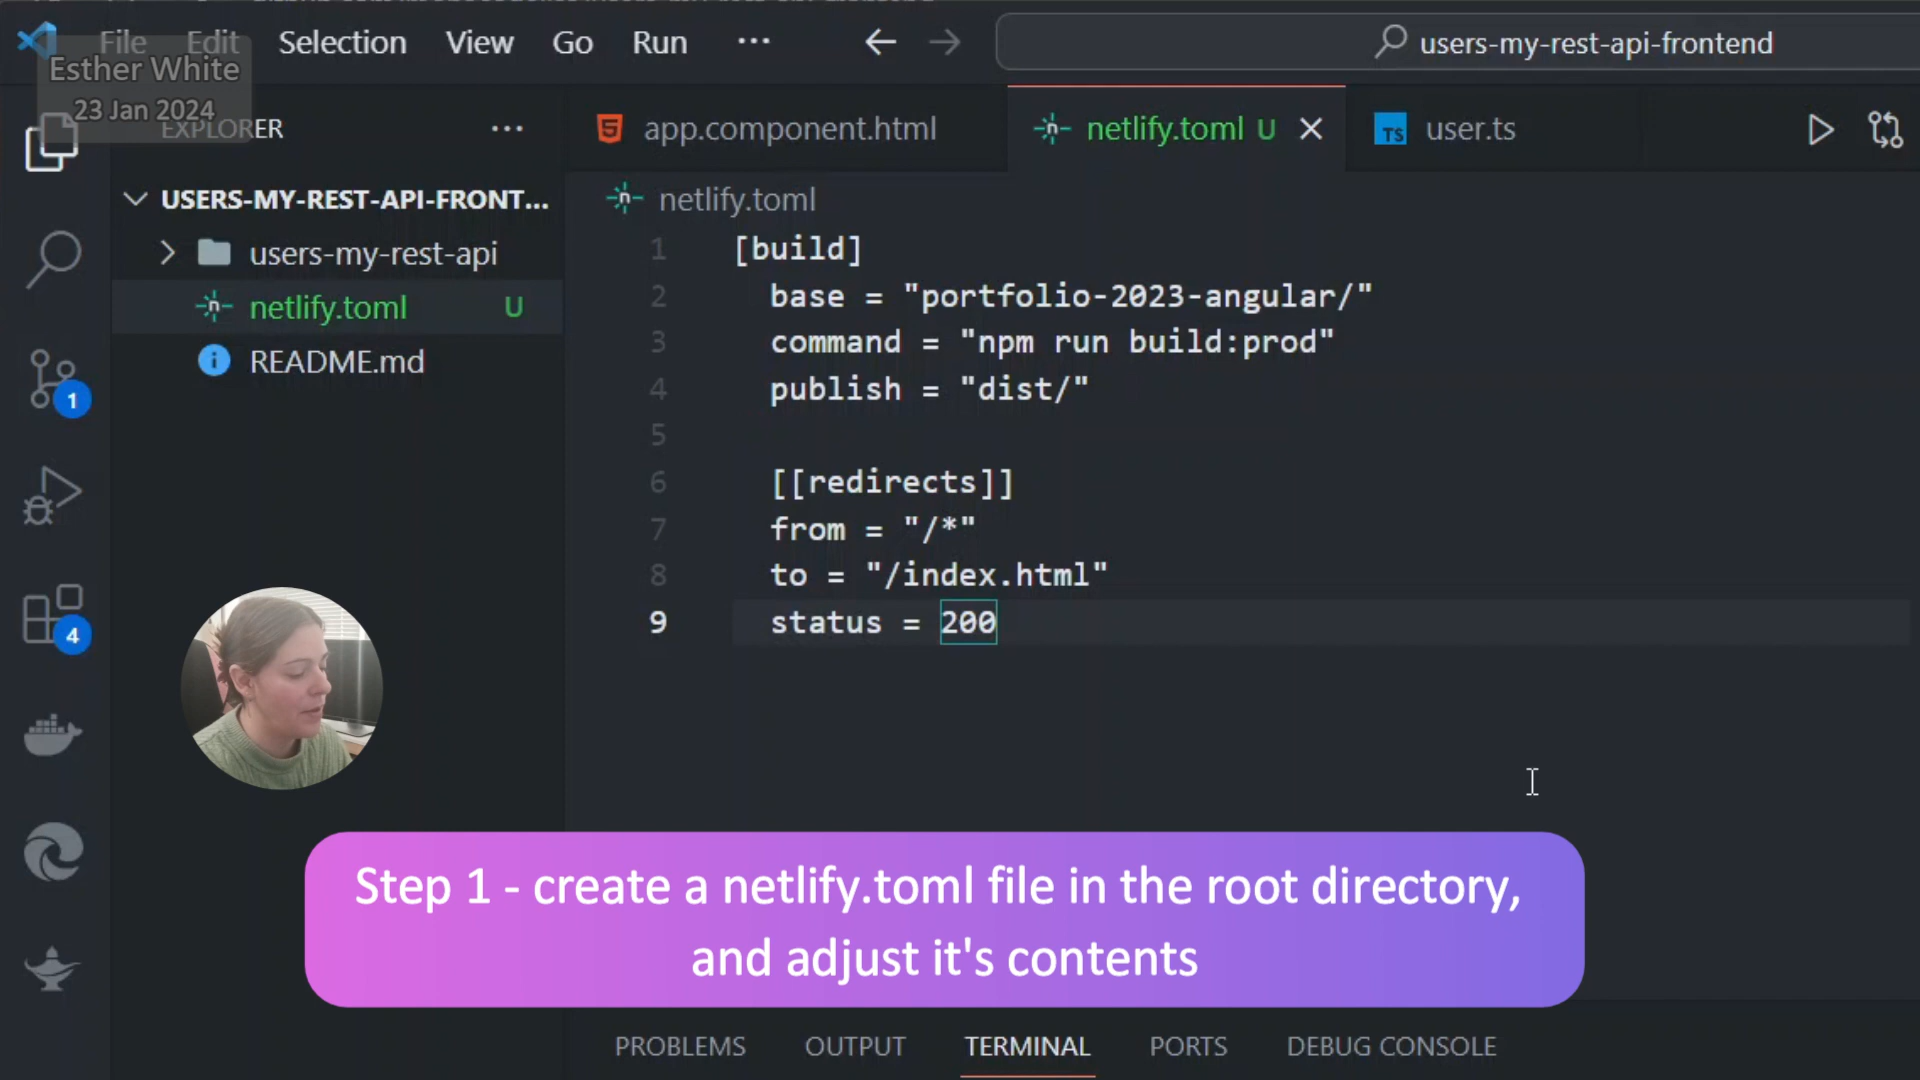 File Edit Selection View Go Run ...
users-my-rest-api-frontend
Esther White
23 Jan 2024
EXPLORER ...
app.component.html
netlify.toml U
user.ts
USERS-MY-REST-API-FRONT...
users-my-rest-api
netlify.toml U
README.md
1
4
netlify.toml
1 [build]
2 base = "portfolio-2023-angular/"
3 command = "npm run build:prod"
4 publish = "dist/"
5
6 [[redirects]]
7 from = "/*"
8 to = "/index.html"
9 status = 200
Step 1 - create a netlify.toml file in the root directory,
and adjust it's contents
PROBLEMS OUTPUT TERMINAL PORTS DEBUG CONSOLE